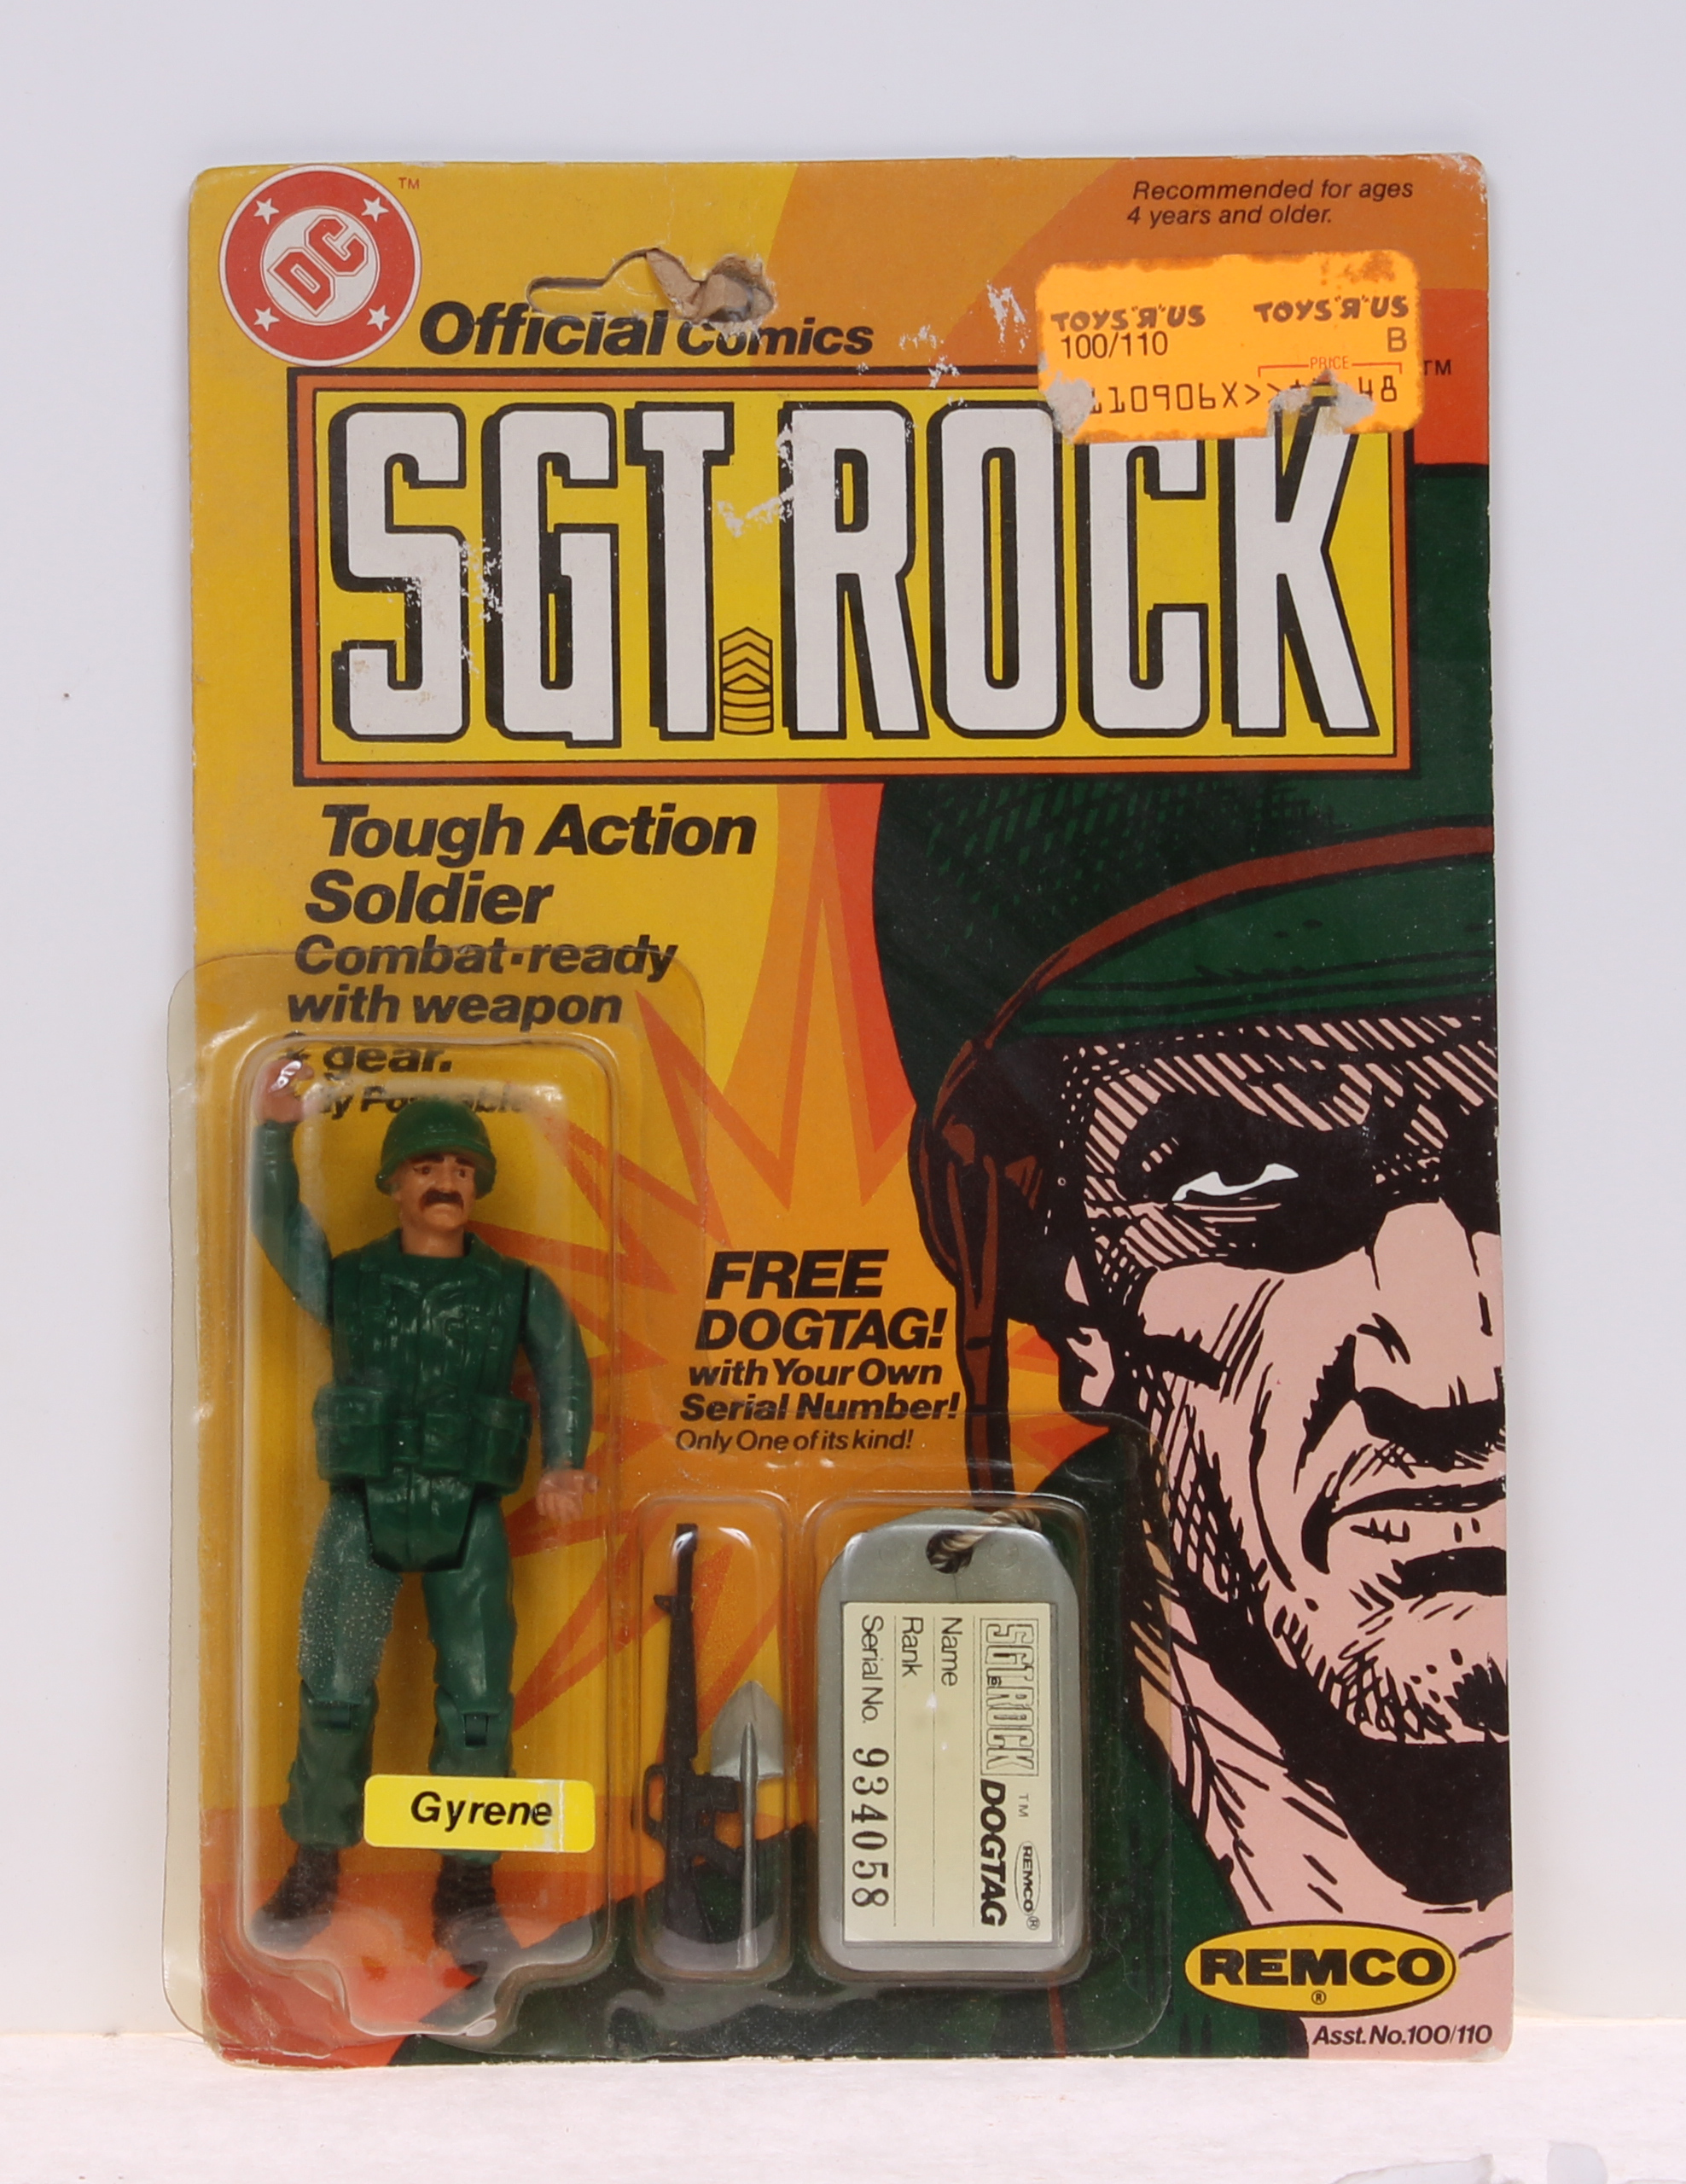 DC
TM
Recommended for ages
4 years and older.
Official Comics
TOYS "R" US TOYS "R" US
100/110 B
PRICE
110906X>> 48
TM
SGT. ROCK
Tough Action
Soldier
Combat-ready
with weapon
& gear.
FREE
DOGTAG!
with Your Own
Serial Number!
Only One of its kind!
SGT. ROCK TM DOGTAG REMCO ®
Name
Rank
Serial No. 934058
Gyrene
REMCO
®
Asst. No. 100/110